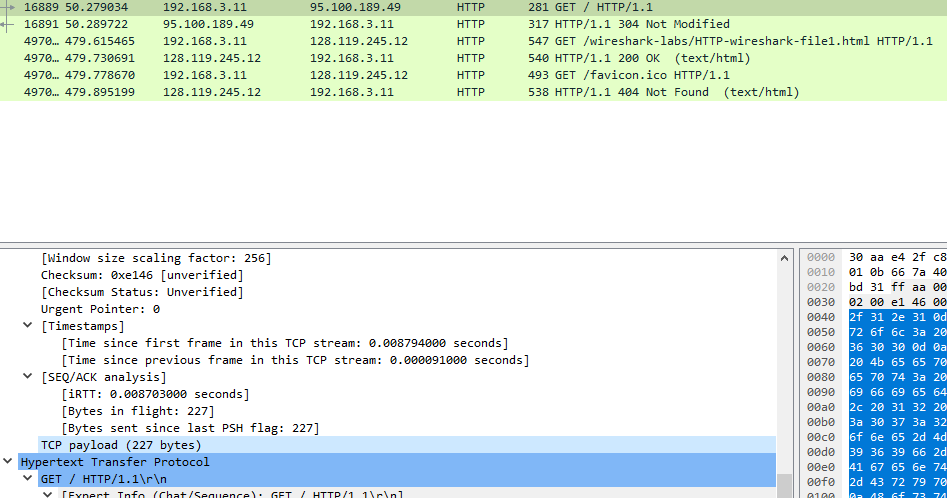 16889 50.279034 192.168.3.11 95.100.189.49 HTTP 281 GET / HTTP/1.1
16891 50.289722 95.100.189.49 192.168.3.11 HTTP 317 HTTP/1.1 304 Not Modified
4970… 479.615465 192.168.3.11 128.119.245.12 HTTP 547 GET /wireshark-labs/HTTP-wireshark-file1.html HTTP/1.1
4970… 479.730691 128.119.245.12 192.168.3.11 HTTP 540 HTTP/1.1 200 OK (text/html)
4970… 479.778670 192.168.3.11 128.119.245.12 HTTP 493 GET /favicon.ico HTTP/1.1
4970… 479.895199 128.119.245.12 192.168.3.11 HTTP 538 HTTP/1.1 404 Not Found (text/html)
[Window size scaling factor: 256]
Checksum: 0xe146 [unverified]
[Checksum Status: Unverified]
Urgent Pointer: 0
[Timestamps]
[Time since first frame in this TCP stream: 0.008794000 seconds]
[Time since previous frame in this TCP stream: 0.000091000 seconds]
[SEQ/ACK analysis]
[iRTT: 0.008703000 seconds]
[Bytes in flight: 227]
[Bytes sent since last PSH flag: 227]
TCP payload (227 bytes)
Hypertext Transfer Protocol
GET / HTTP/1.1\r\n
[Expert Info (Chat/Sequence): GET / HTTP/1.1\r\n]
0000 30 aa e4 2f c8
0010 01 0b 66 7a 40
0020 bd 31 ff aa 00
0030 02 00 e1 46 00
0040 2f 31 2e 31 0d
0050 72 6f 6c 3a 20
0060 36 30 30 0d 0a
0070 20 4b 65 65 70
0080 65 70 74 3a 20
0090 69 66 69 65 64
00a0 2c 20 31 32 20
00b0 3a 30 37 3a 32
00c0 6f 6e 65 2d 4d
00d0 39 36 39 66 2d
00e0 41 67 65 6e 74
00f0 2d 43 72 79 70
0100 0a 48 6f 73 74